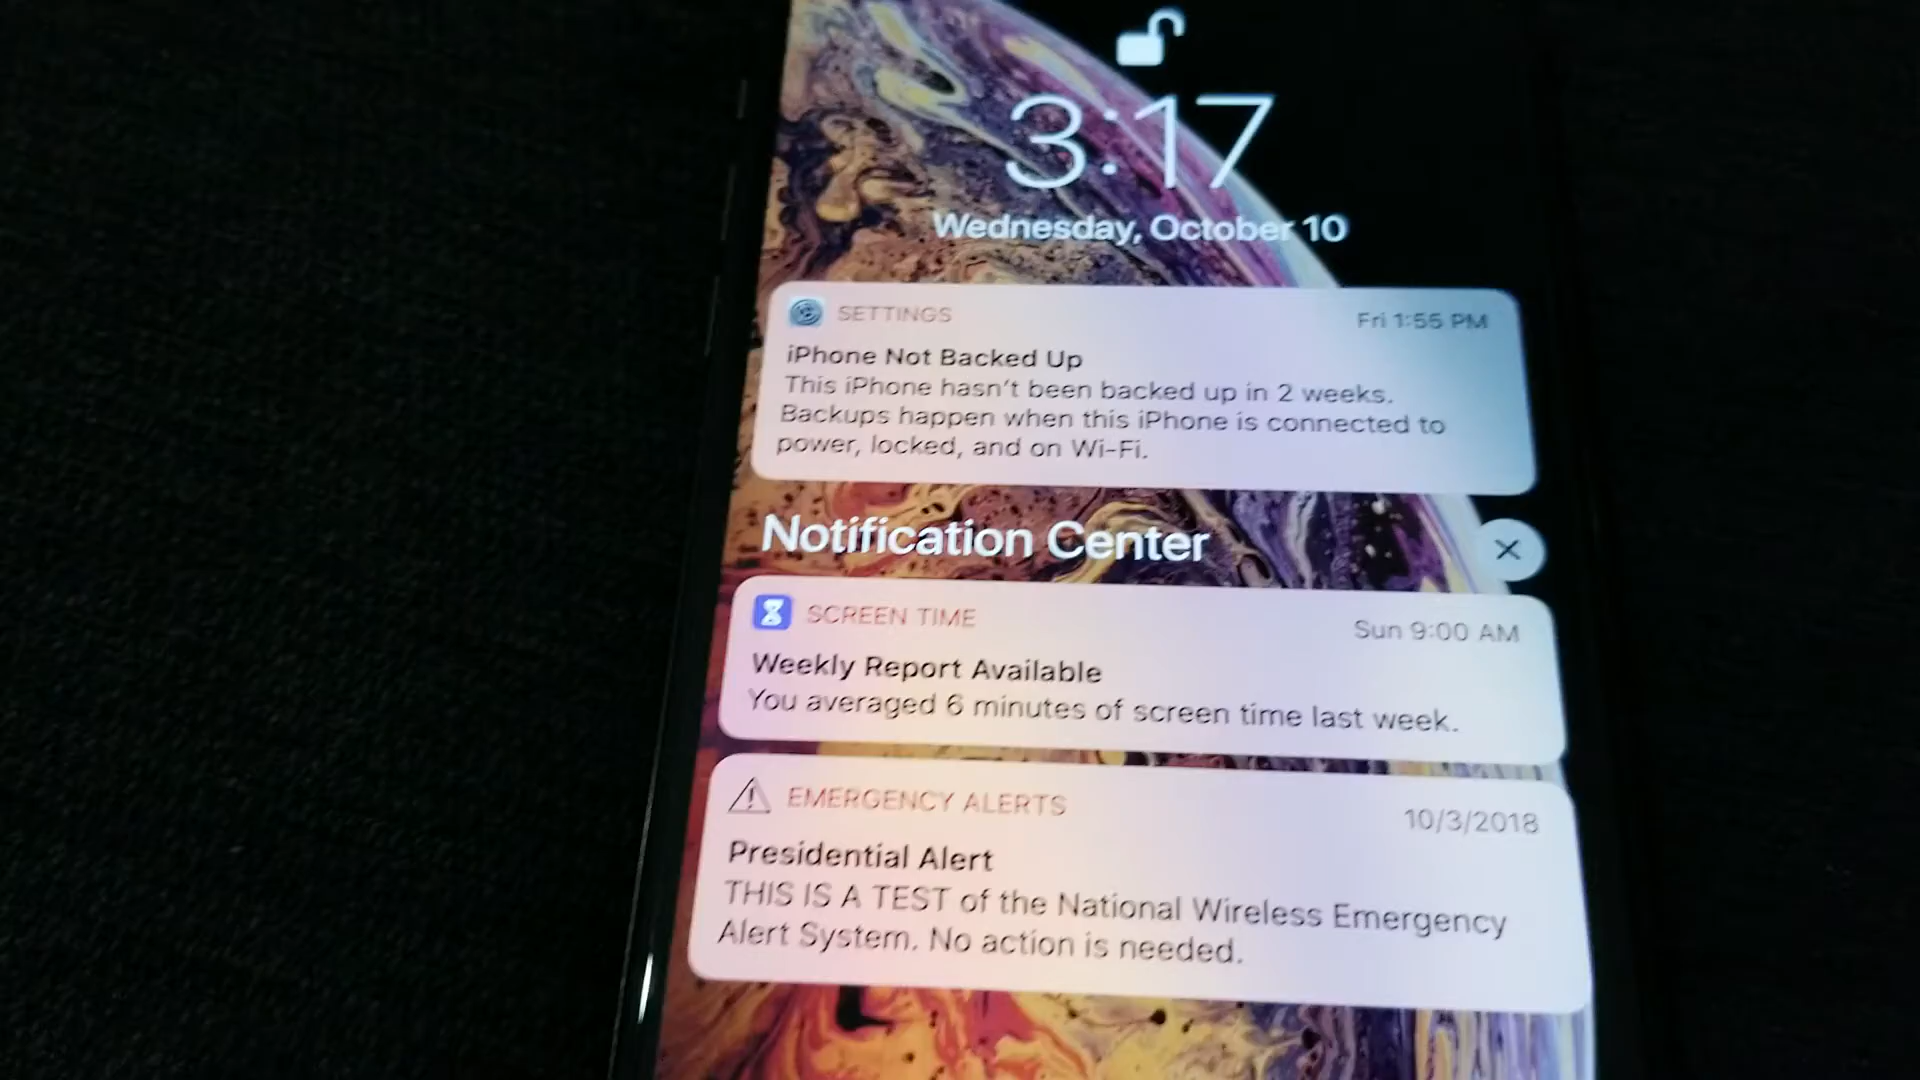 3:17
Wednesday, October 10
SETTINGS
Fri 1:55 PM
iPhone Not Backed Up
This iPhone hasn't been backed up in 2 weeks.
Backups happen when this iPhone is connected to
power, locked, and on Wi-Fi.
Notification Center
SCREEN TIME
Sun 9:00 AM
Weekly Report Available
You averaged 6 minutes of screen time last week.
EMERGENCY ALERTS
10/3/2018
Presidential Alert
THIS IS A TEST of the National Wireless Emergency
Alert System. No action is needed.